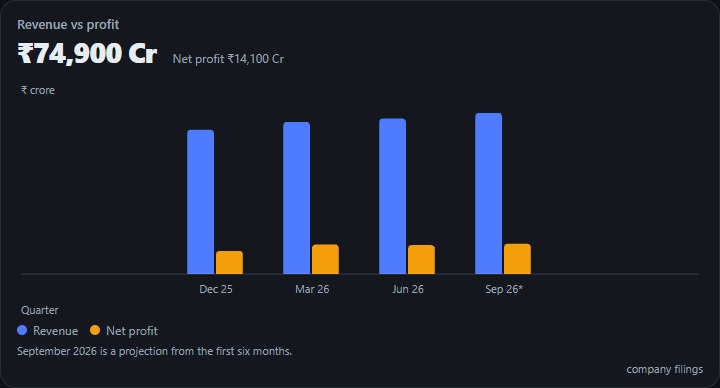 Revenue vs profit
₹74,900 Cr Net profit ₹14,100 Cr
₹ crore
Dec 25 Mar 26 Jun 26 Sep 26*
Quarter
Revenue Net profit
September 2026 is a projection from the first six months.
company filings